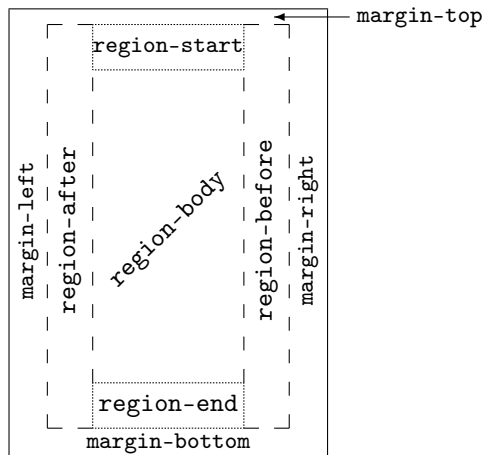 margin-top
region-start
margin-left
region-after
region-body
region-before
margin-right
region-end
margin-bottom